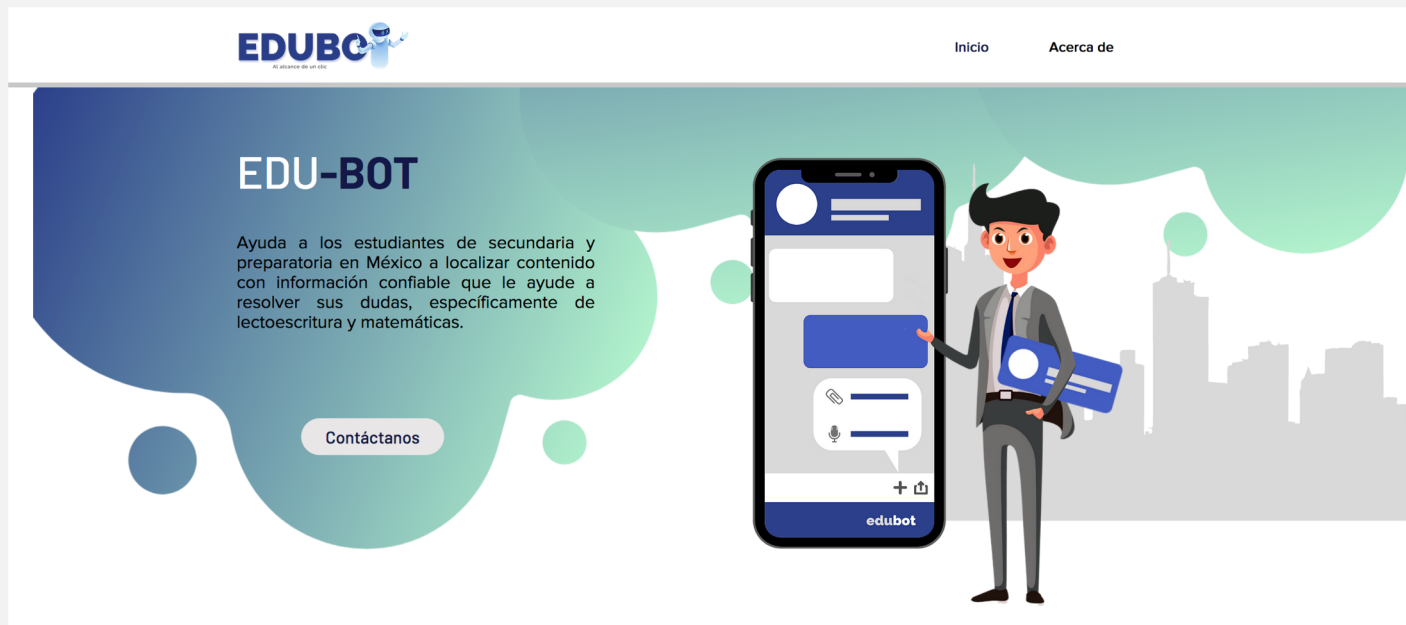 EDUBOT
Al alcance de un clic
Inicio
Acerca de
EDU-BOT
Ayuda a los estudiantes de secundaria y
preparatoria en México a localizar contenido
con información confiable que le ayude a
resolver sus dudas, específicamente de
lectoescritura y matemáticas.
Contáctanos
edubot